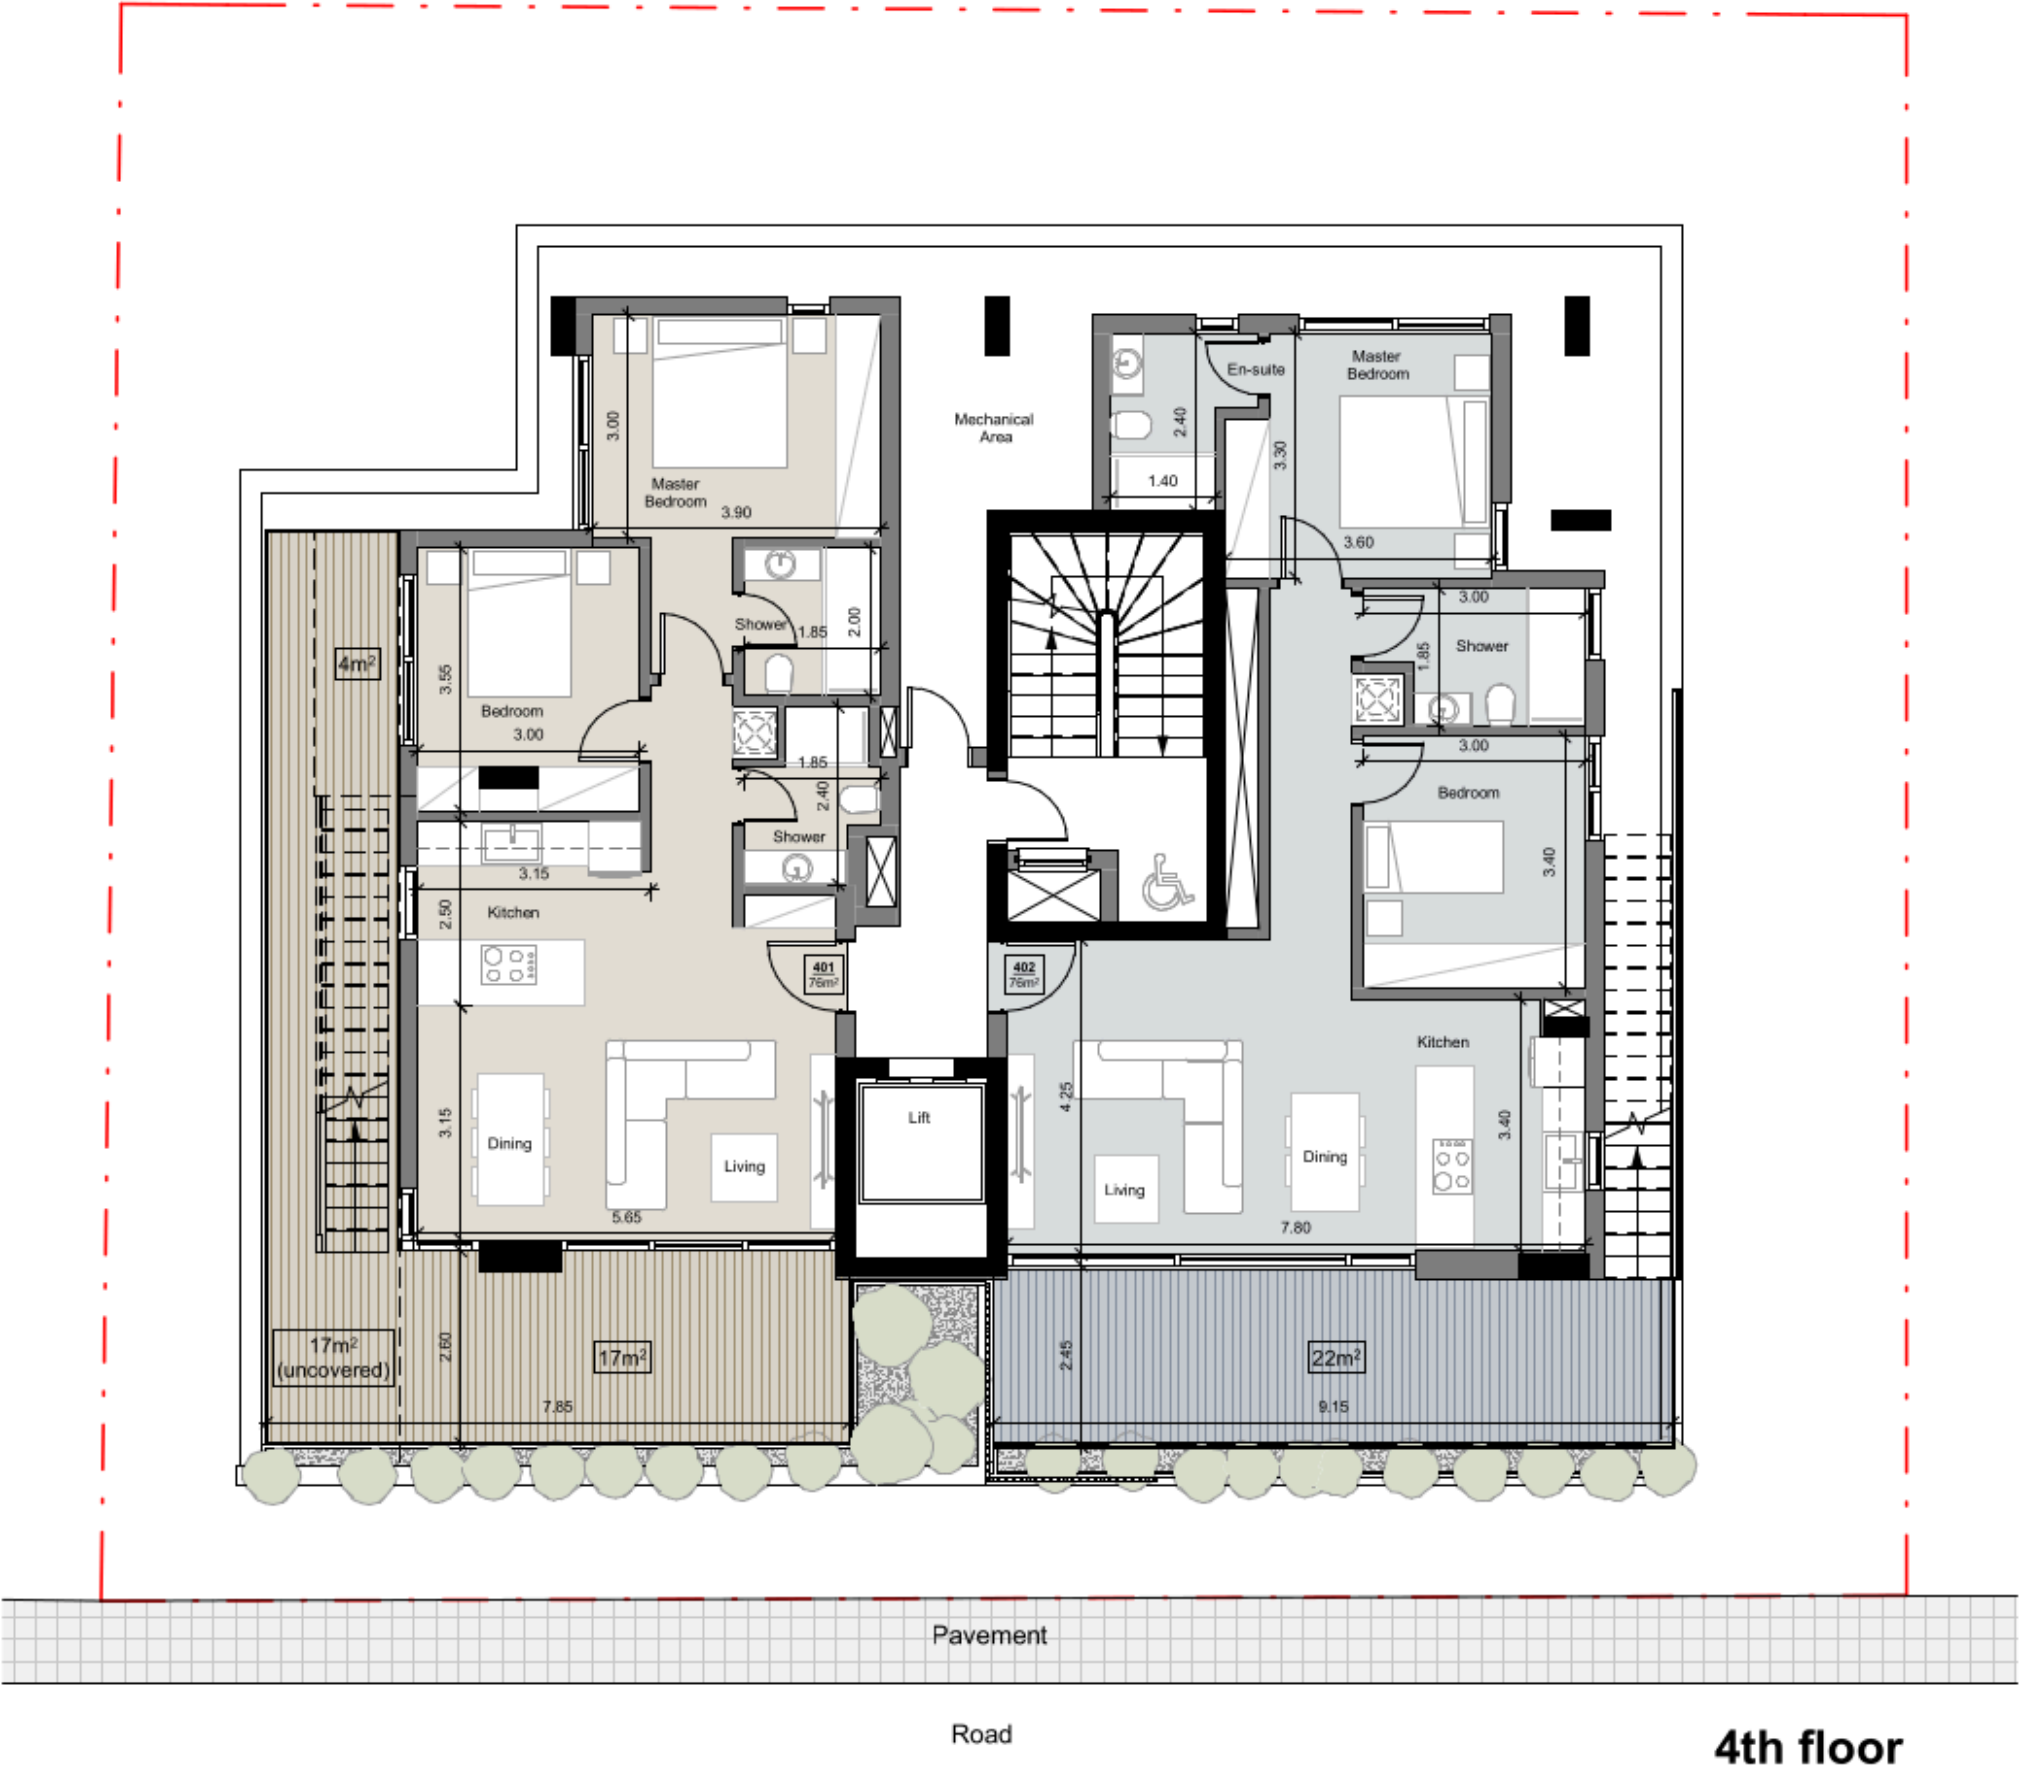 Master
Bedroom
En-suite
2.40
3.30
1.40
3.60
Mechanical
Area
3.00
Master
Bedroom
3.90
3.00
Shower
1.85
Shower
1.85
2.00
4m²
3.55
Bedroom
3.00
1.85
2.40
Shower
3.00
Bedroom
3.40
3.15
2.50
Kitchen
401
76m²
402
76m²
Kitchen
3.15
Dining
Living
5.65
Lift
4.25
Living
Dining
3.40
7.80
17m²
(uncovered)
2.60
17m²
7.85
2.45
22m²
9.15
Pavement
Road
4th floor